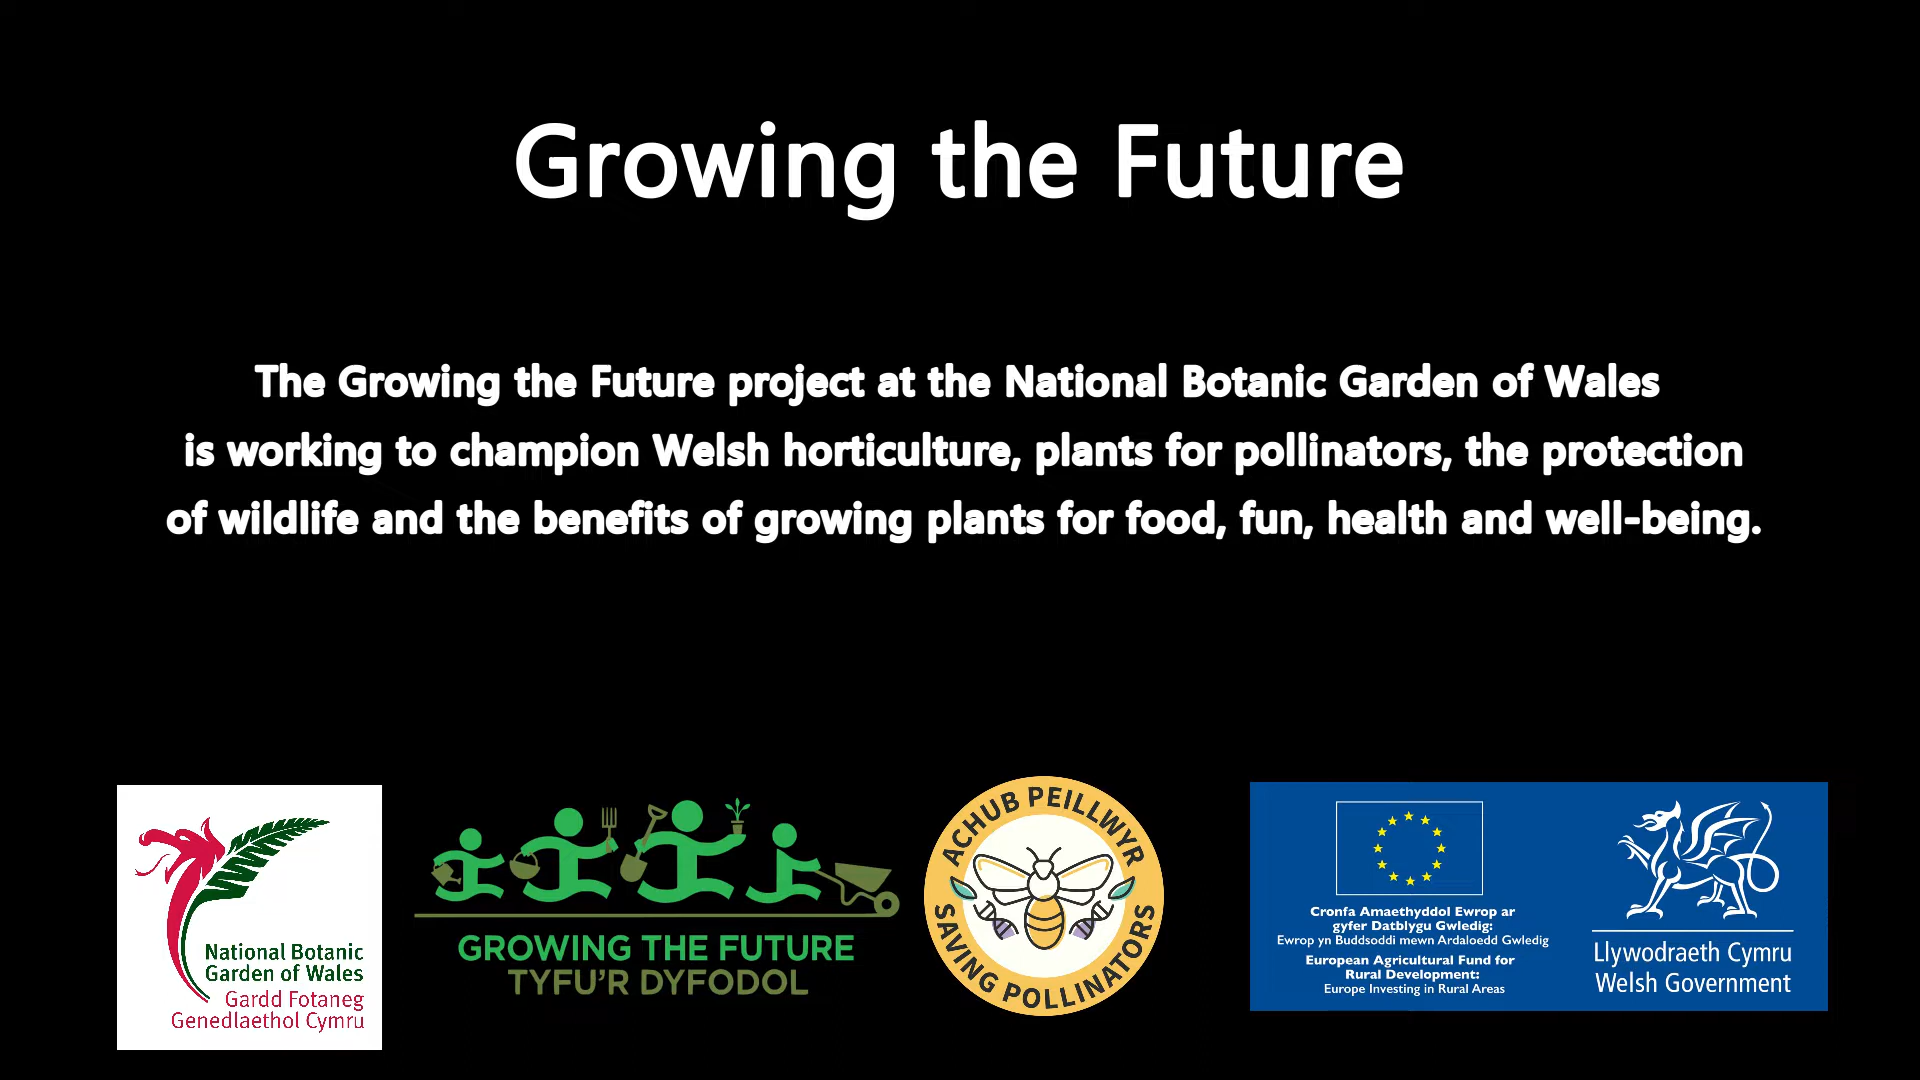 Growing the Future
The Growing the Future project at the National Botanic Garden of Wales
is working to champion Welsh horticulture, plants for pollinators, the protection
of wildlife and the benefits of growing plants for food, fun, health and well-being.
National Botanic
Garden of Wales
Gardd Fotaneg
Genedlaethol Cymru
GROWING THE FUTURE
TYFU'R DYFODOL
ACHUB PEILLWYR
SAVING POLLINATORS
Cronfa Amaethyddol Ewrop ar
gyfer Datblygu Gwledig:
Ewrop yn Buddsoddi mewn Ardaloedd Gwledig
European Agricultural Fund for
Rural Development:
Europe Investing in Rural Areas
Llywodraeth Cymru
Welsh Government